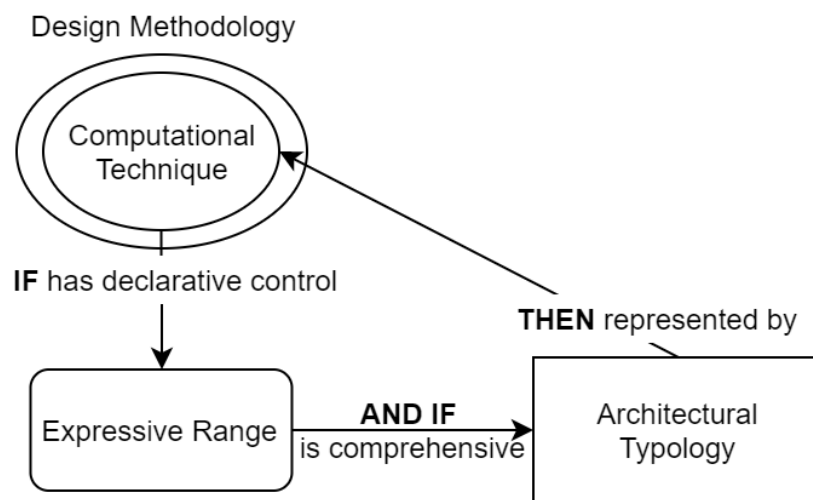 Design Methodology
Computational
Technique
IF has declarative control
THEN represented by
Expressive Range
AND IF
is comprehensive
Architectural
Typology